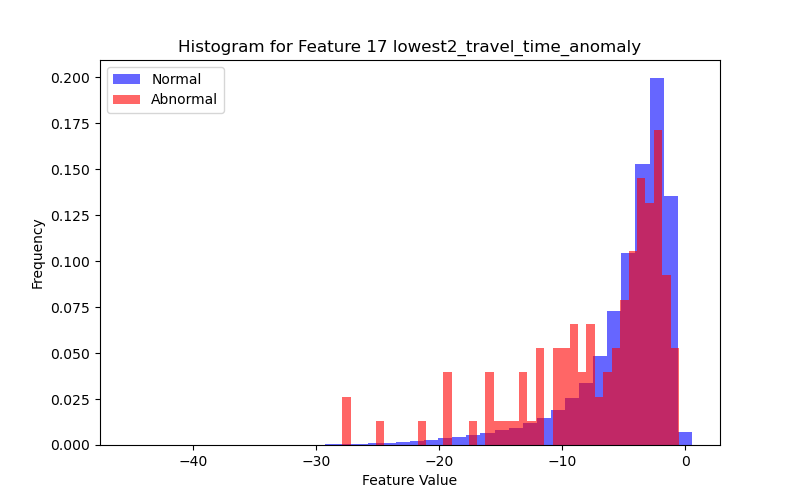 Histogram for Feature 17 lowest2_travel_time_anomaly
Normal
Abnormal
0.200
0.175
0.150
0.125
0.100
0.075
0.050
0.025
0.000
Frequency
−40
−30
−20
−10
0
Feature Value